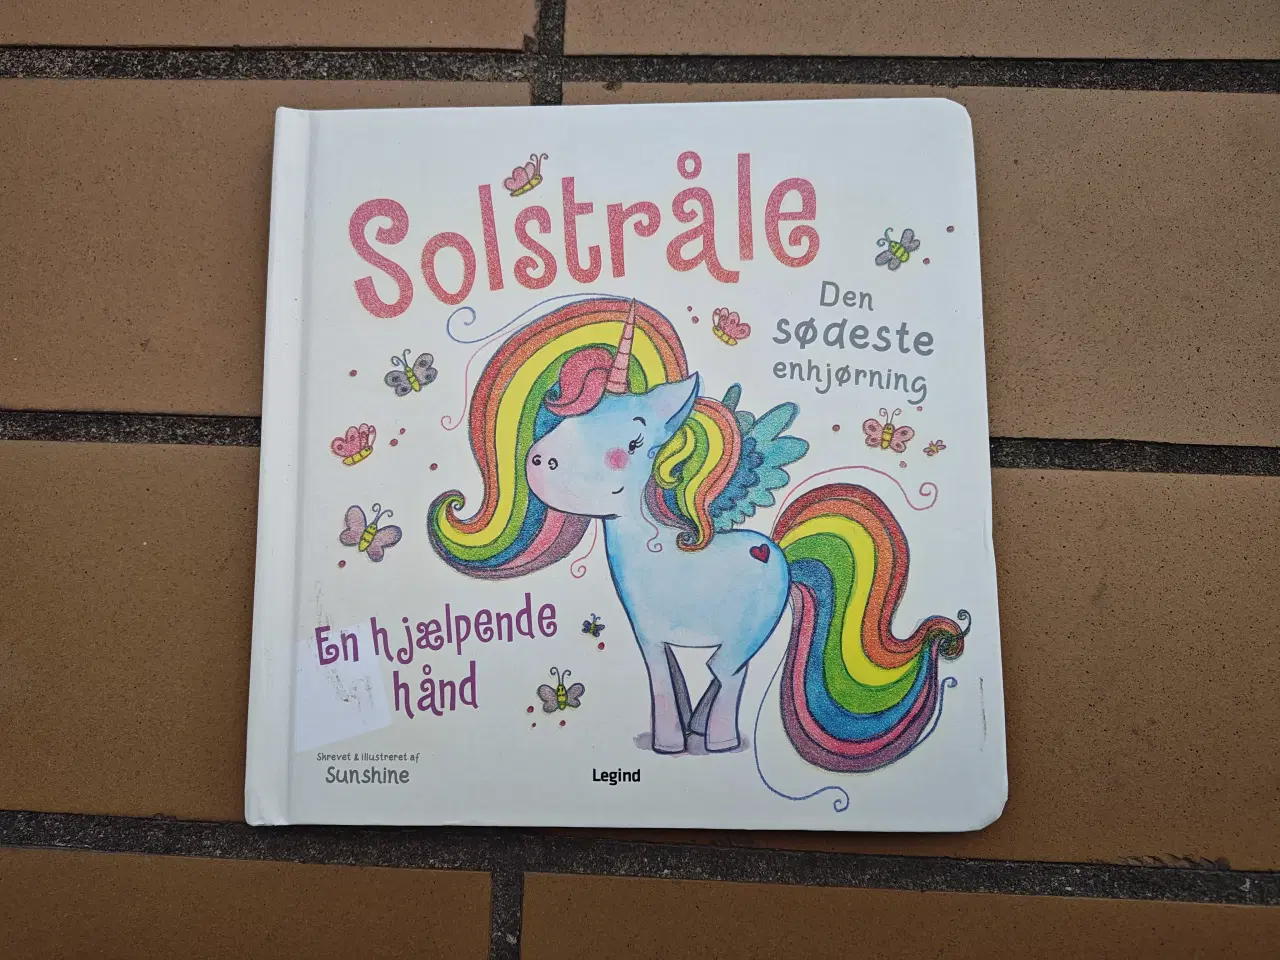 Solstråle
Den
sødeste
enhjørning
En hjælpende
hånd
Skrevet & illustreret af
Sunshine
Legind